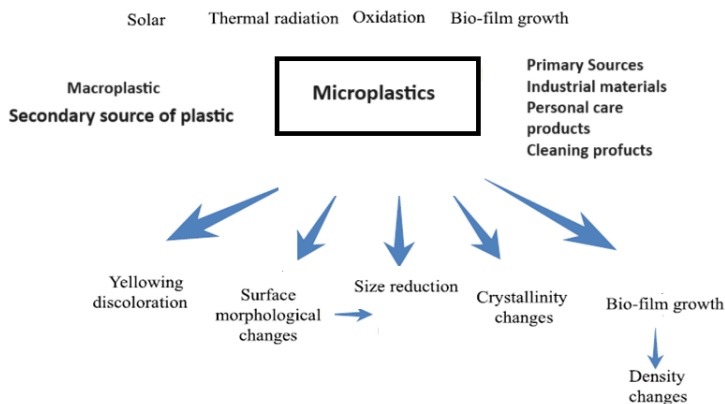 Solar
Thermal radiation
Oxidation
Bio-film growth
Macroplastic
Secondary source of plastic
Microplastics
Primary Sources
Industrial materials
Personal care
products
Cleaning profucts
Yellowing
discoloration
Surface
morphological
changes
Size reduction
Crystallinity
changes
Bio-film growth
Density
changes